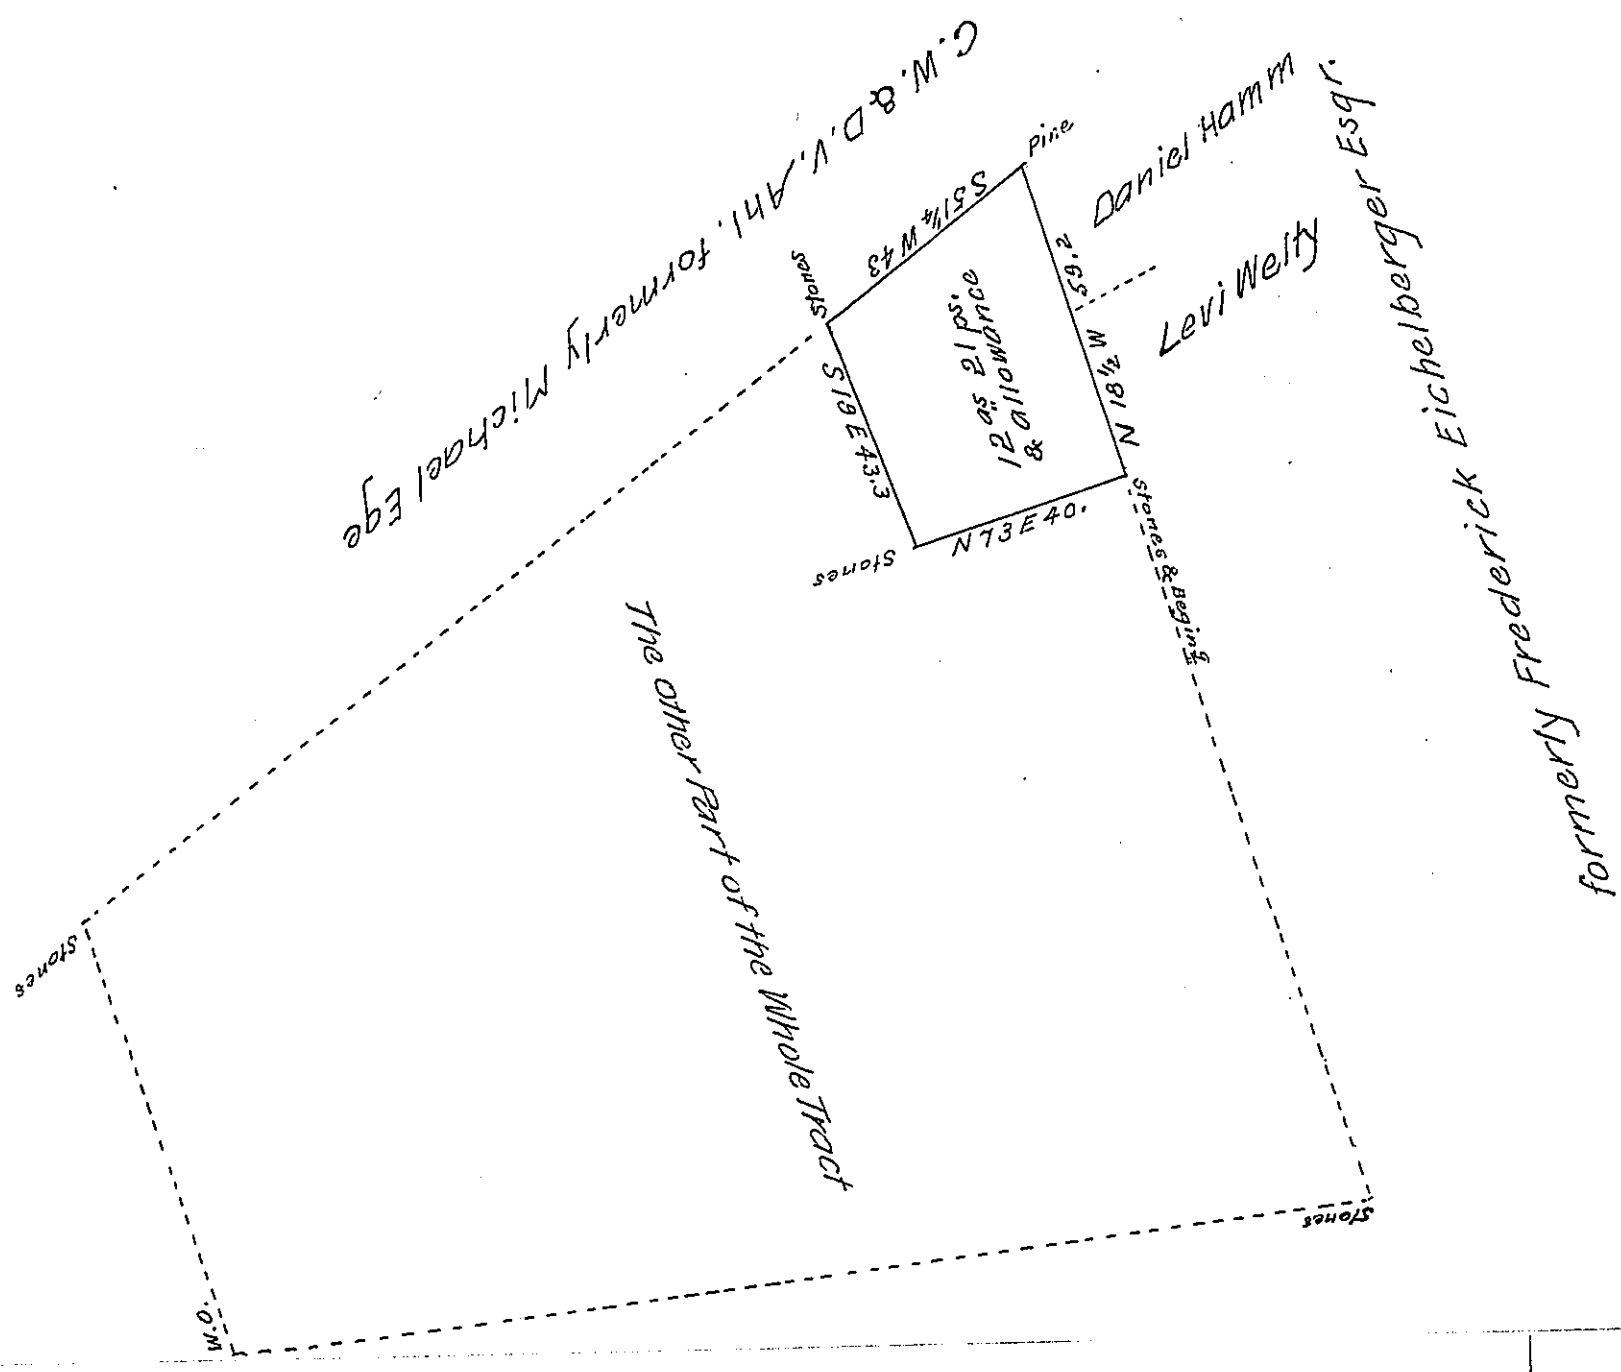 C. W. & D. V. Ahl. formerly Michael Ege
Pine
Daniel Hamm
formerly Frederick Eichelberger Esqr.
Levi Welty
S 51¼ W 43
Stones
S 18 E 43.3
12 as 21 ps.
& allowance
N 18½ W 59.2
N 73 E 40.
Stones
Stones & Begin.g
The other Part of the Whole Tract
Stones
Stones
W.O.